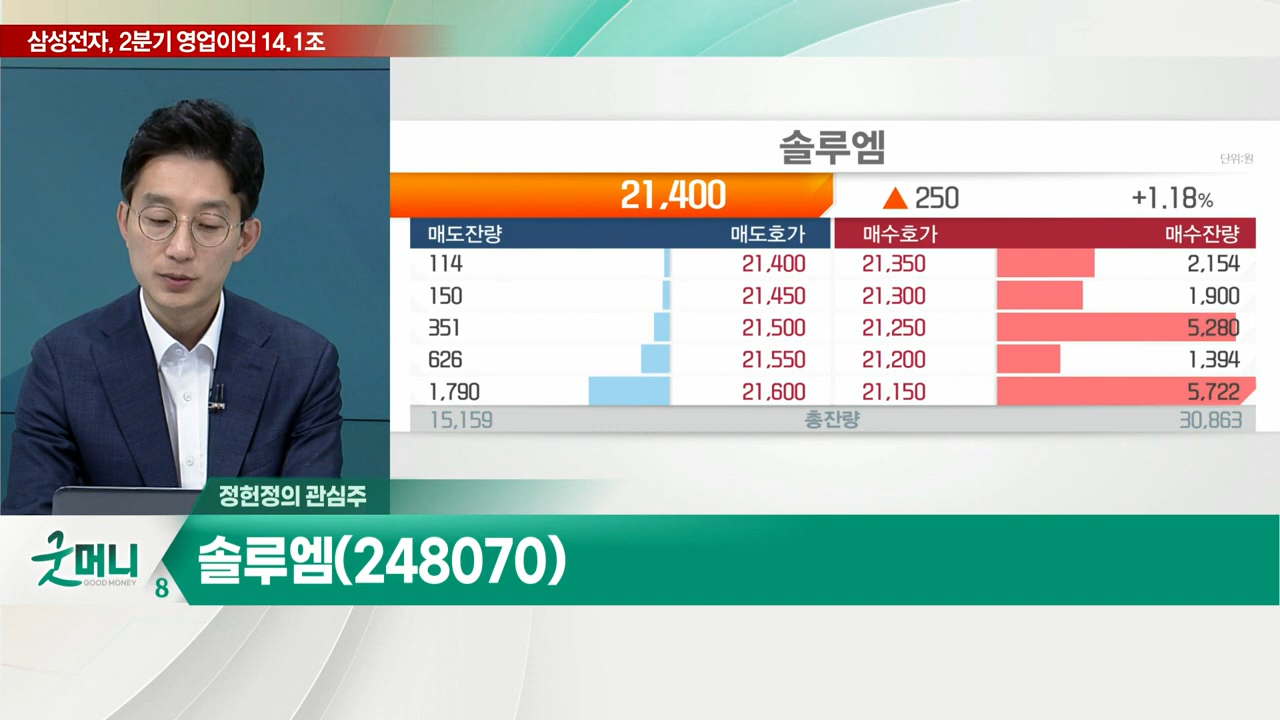 삼성전자, 2분기 영업이익 14.1조
솔루엠
단위:원
21,400 ▲ 250 +1.18%
매도잔량 매도호가 매수호가 매수잔량
114 21,400 21,350 2,154
150 21,450 21,300 1,900
351 21,500 21,250 5,280
626 21,550 21,200 1,394
1,790 21,600 21,150 5,722
15,159 총잔량 30,863
정헌정의 관심주
굿머니
GOOD MONEY
8
솔루엠(248070)